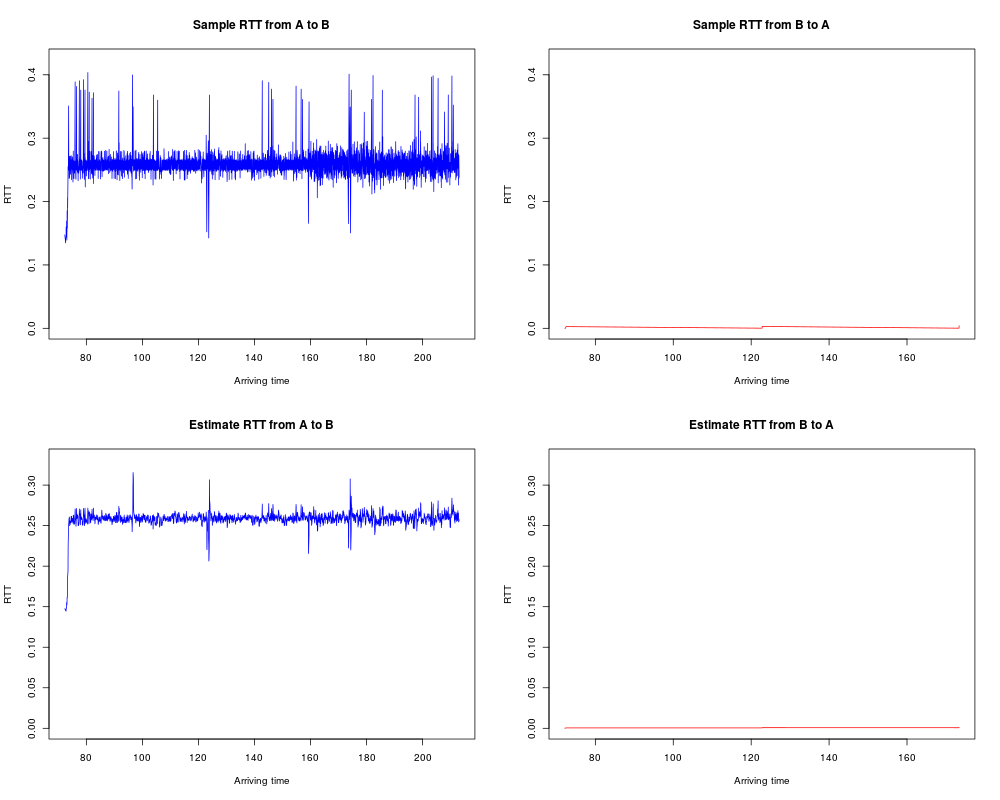 Sample RTT from A to B
RTT
0.0 0.1 0.2 0.3 0.4
80 100 120 140 160 180 200
Arriving time
Sample RTT from B to A
RTT
0.0 0.1 0.2 0.3 0.4
80 100 120 140 160
Arriving time
Estimate RTT from A to B
RTT
0.00 0.05 0.10 0.15 0.20 0.25 0.30
80 100 120 140 160 180 200
Arriving time
Estimate RTT from B to A
RTT
0.00 0.05 0.10 0.15 0.20 0.25 0.30
80 100 120 140 160
Arriving time